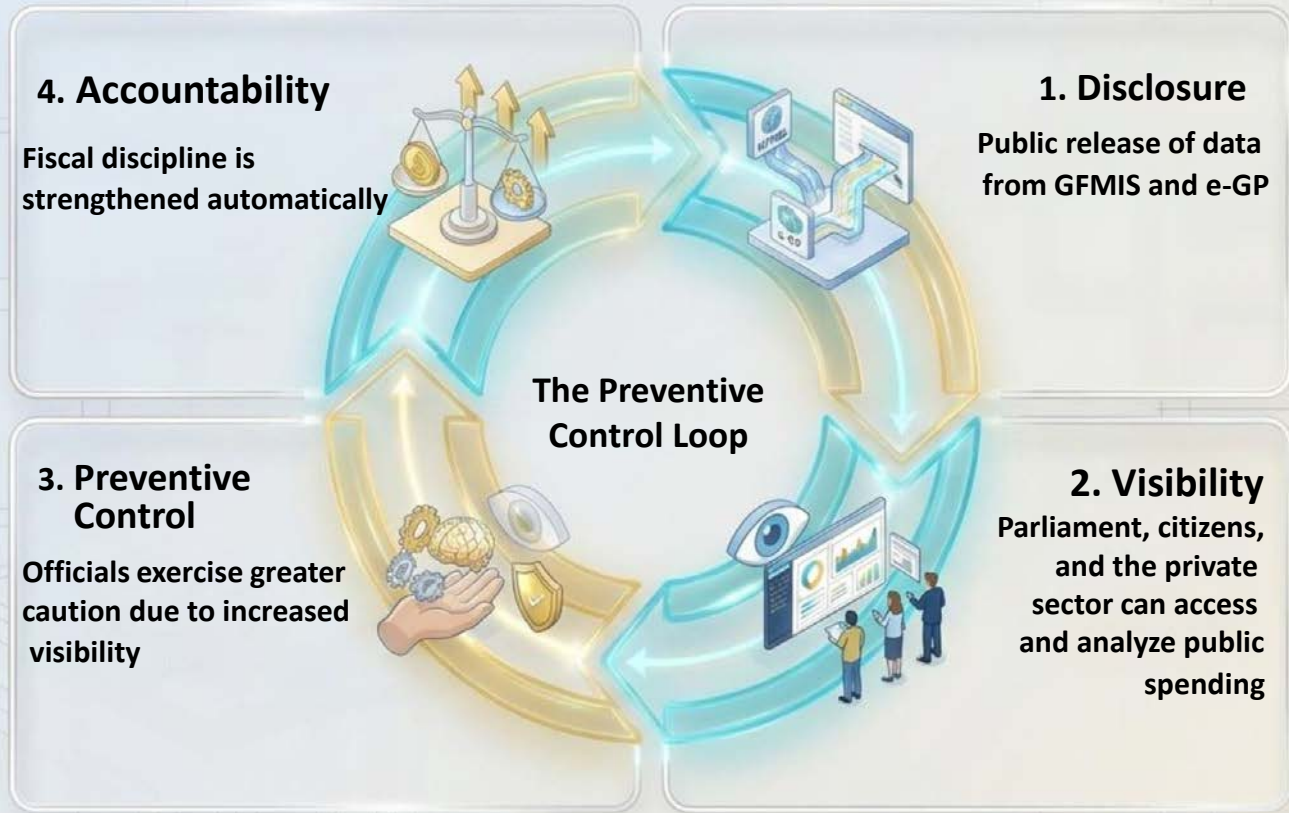 4. Accountability
Fiscal discipline is
strengthened automatically
1. Disclosure
Public release of data
from GFMIS and e-GP
The Preventive
Control Loop
3. Preventive
Control
Officials exercise greater
caution due to increased
visibility
2. Visibility
Parliament, citizens,
and the private
sector can access
and analyze public
spending